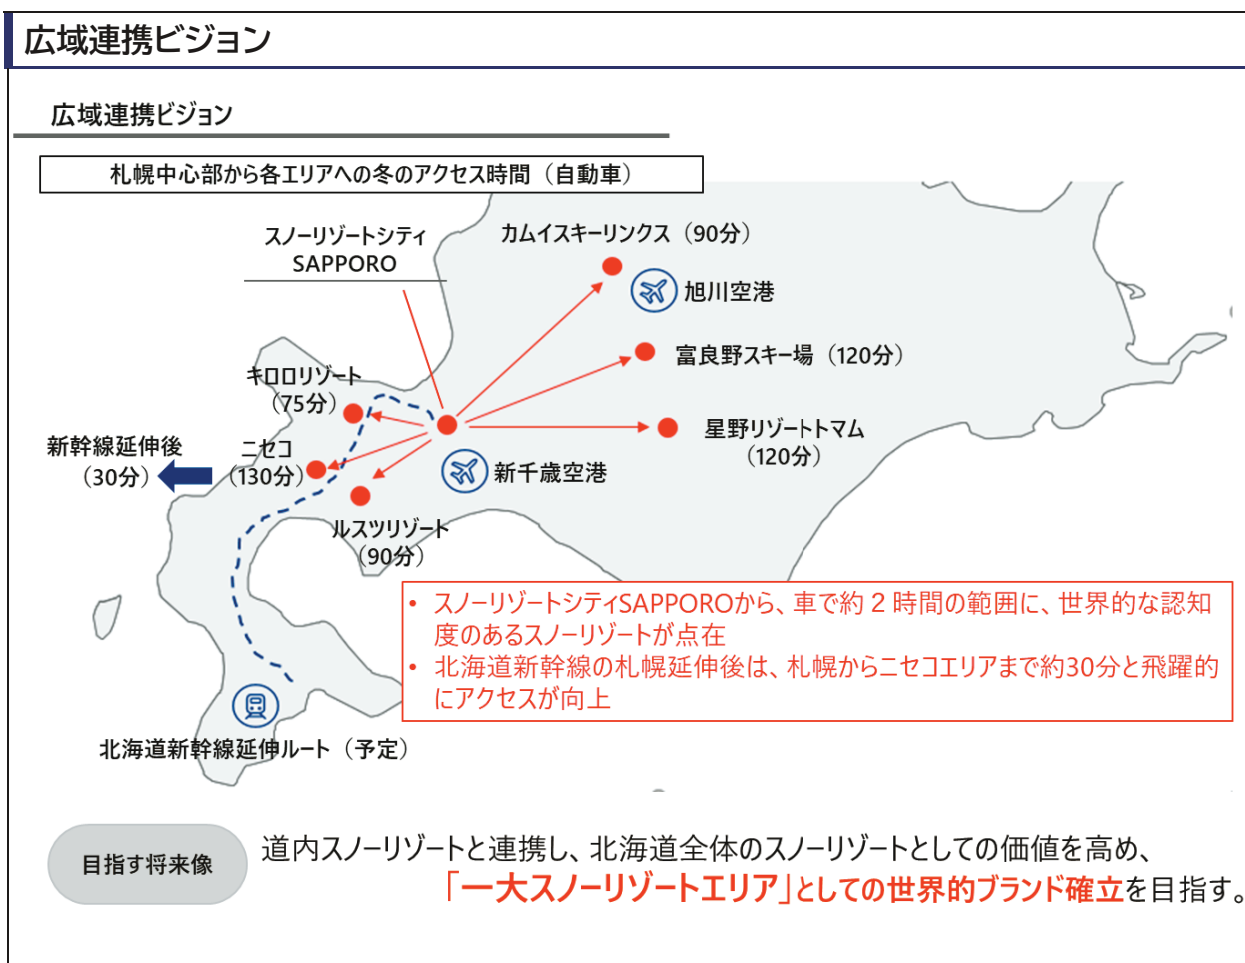 広域連携ビジョン
広域連携ビジョン
札幌中心部から各エリアへの冬のアクセス時間（自動車）
スノーリゾートシティ
SAPPORO
カムイスキーリンクス（90分）
旭川空港
富良野スキー場（120分）
キロロリゾート
（75分）
星野リゾートトマム
（120分）
新幹線延伸後
（30分）
ニセコ
（130分）
新千歳空港
ルスツリゾート
（90分）
• スノーリゾートシティSAPPOROから、車で約２時間の範囲に、世界的な認知
度のあるスノーリゾートが点在
• 北海道新幹線の札幌延伸後は、札幌からニセコエリアまで約30分と飛躍的
にアクセスが向上
北海道新幹線延伸ルート（予定）
目指す将来像
道内スノーリゾートと連携し、北海道全体のスノーリゾートとしての価値を高め、
「一大スノーリゾートエリア」としての世界的ブランド確立を目指す。